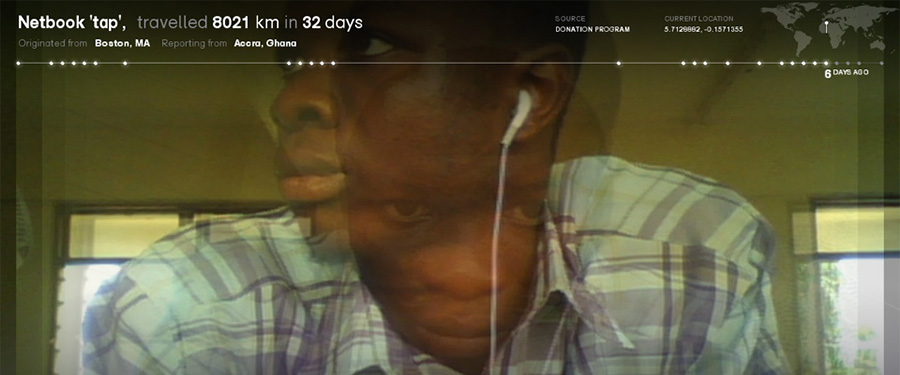 Netbook 'tap', travelled 8021 km in 32 days
Originated from Boston, MA Reporting from Accra, Ghana
SOURCE
DONATION PROGRAM
CURRENT LOCATION
5.7126982, -0.1571355
6 DAYS AGO